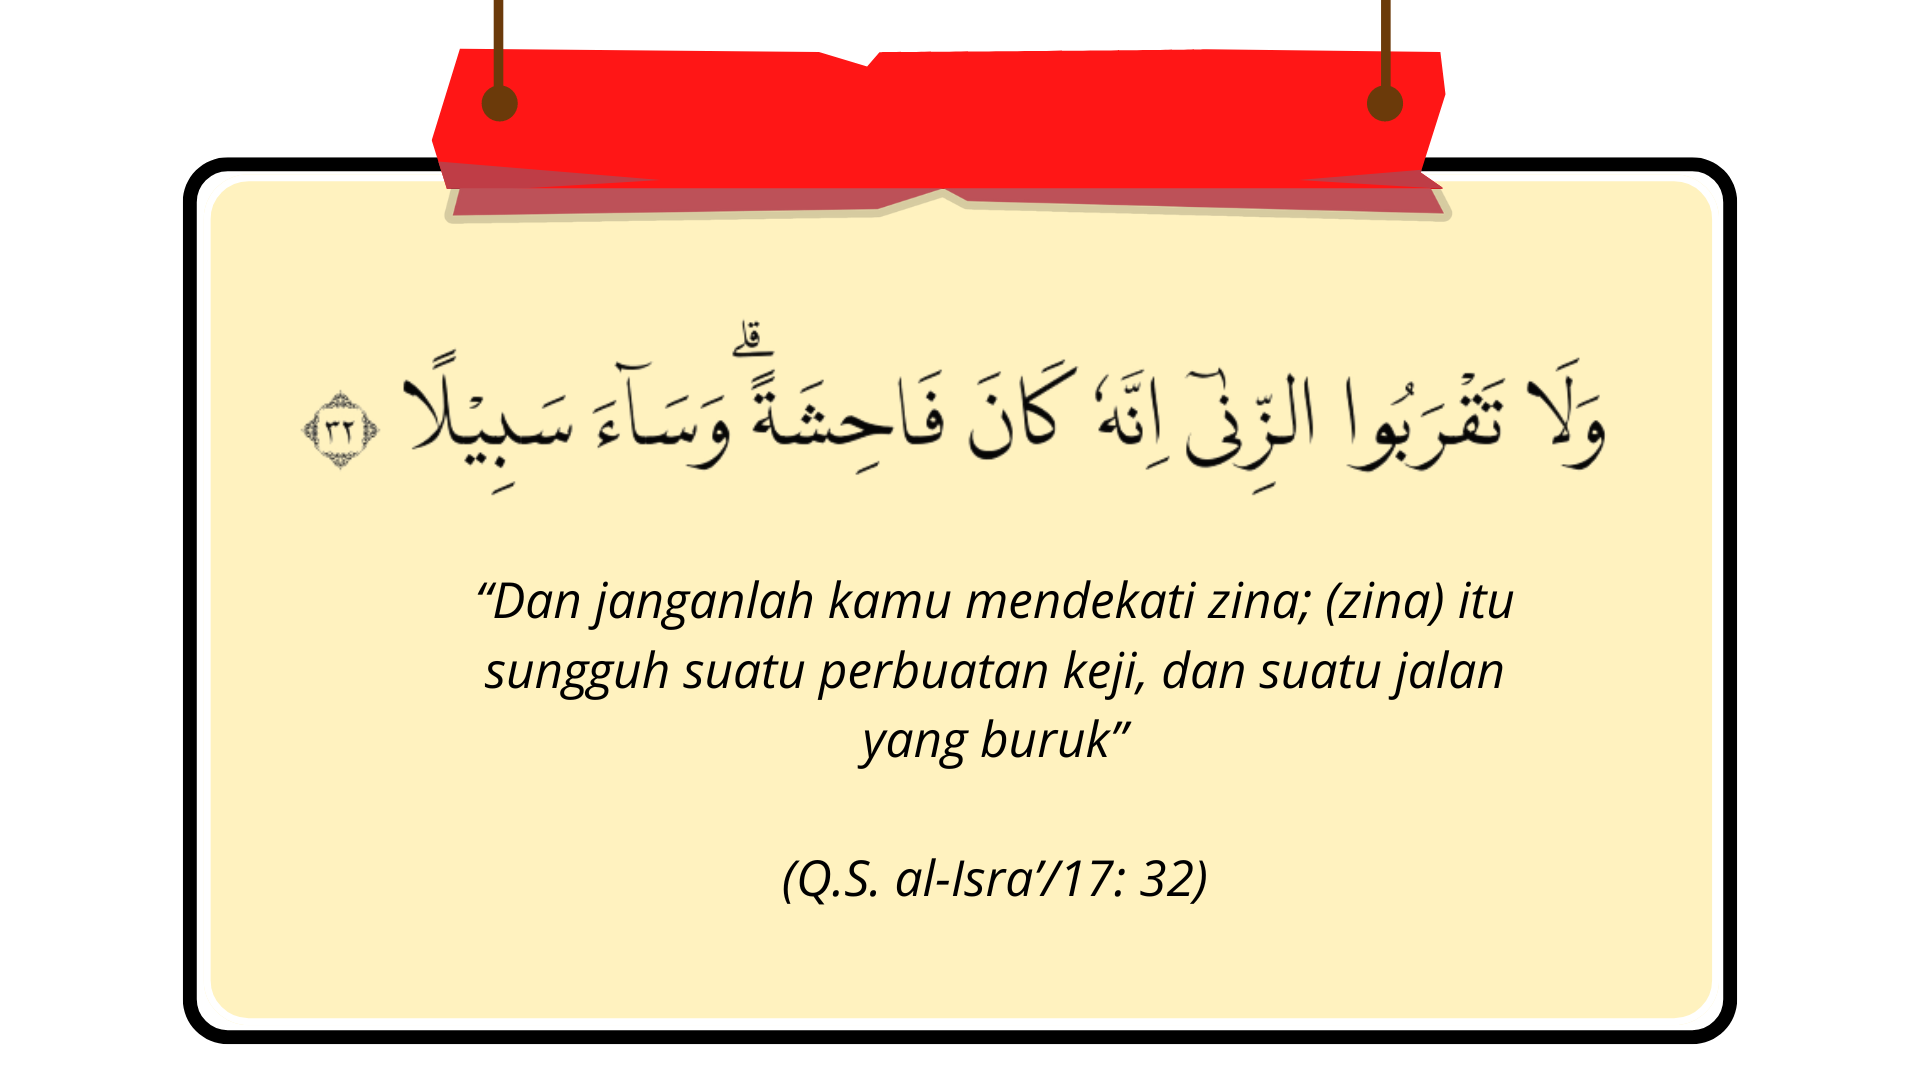 وَلَا تَقْرَبُوا الزِّنٰىٓ اِنَّهٗ كَانَ فَاحِشَةًۗ وَسَاۤءَ سَبِيْلًا ٣٢
“Dan janganlah kamu mendekati zina; (zina) itu
sungguh suatu perbuatan keji, dan suatu jalan
yang buruk”
(Q.S. al-Isra’/17: 32)